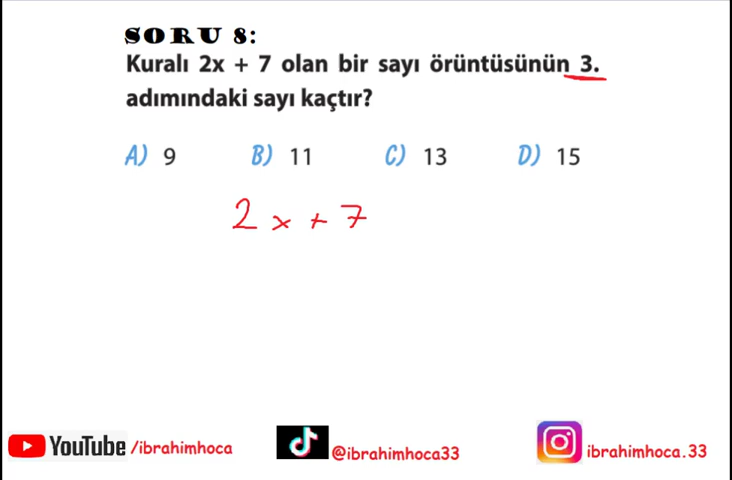 SORU 8:
Kuralı 2x + 7 olan bir sayı örüntüsünün 3.
adımındaki sayı kaçtır?
A) 9 B) 11 C) 13 D) 15
2x + 7
YouTube /ibrahimhoca @ibrahimhoca33 ibrahimhoca.33